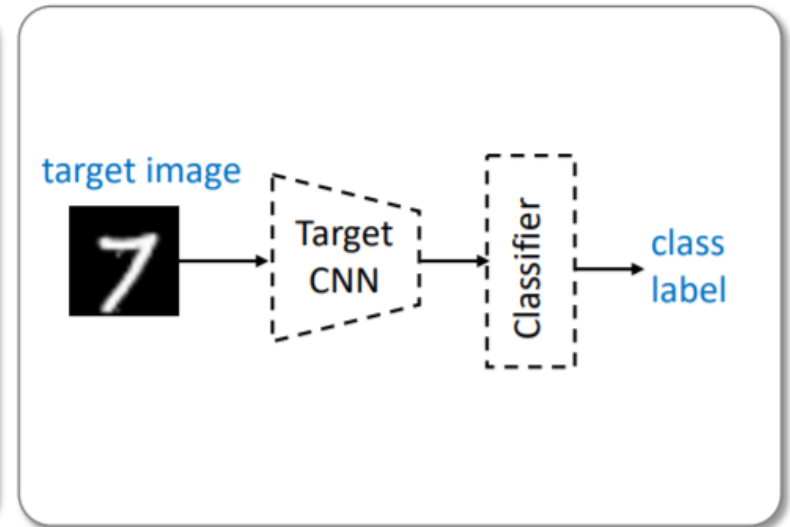 target image
Target
CNN
Classifier
class
label